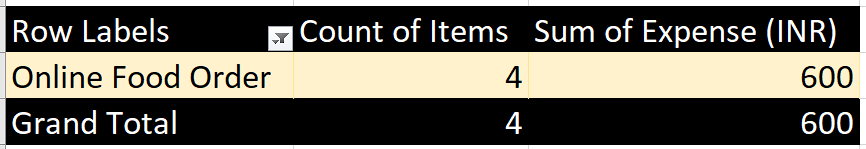 Row Labels Count of Items Sum of Expense (INR)
Online Food Order 4 600
Grand Total 4 600